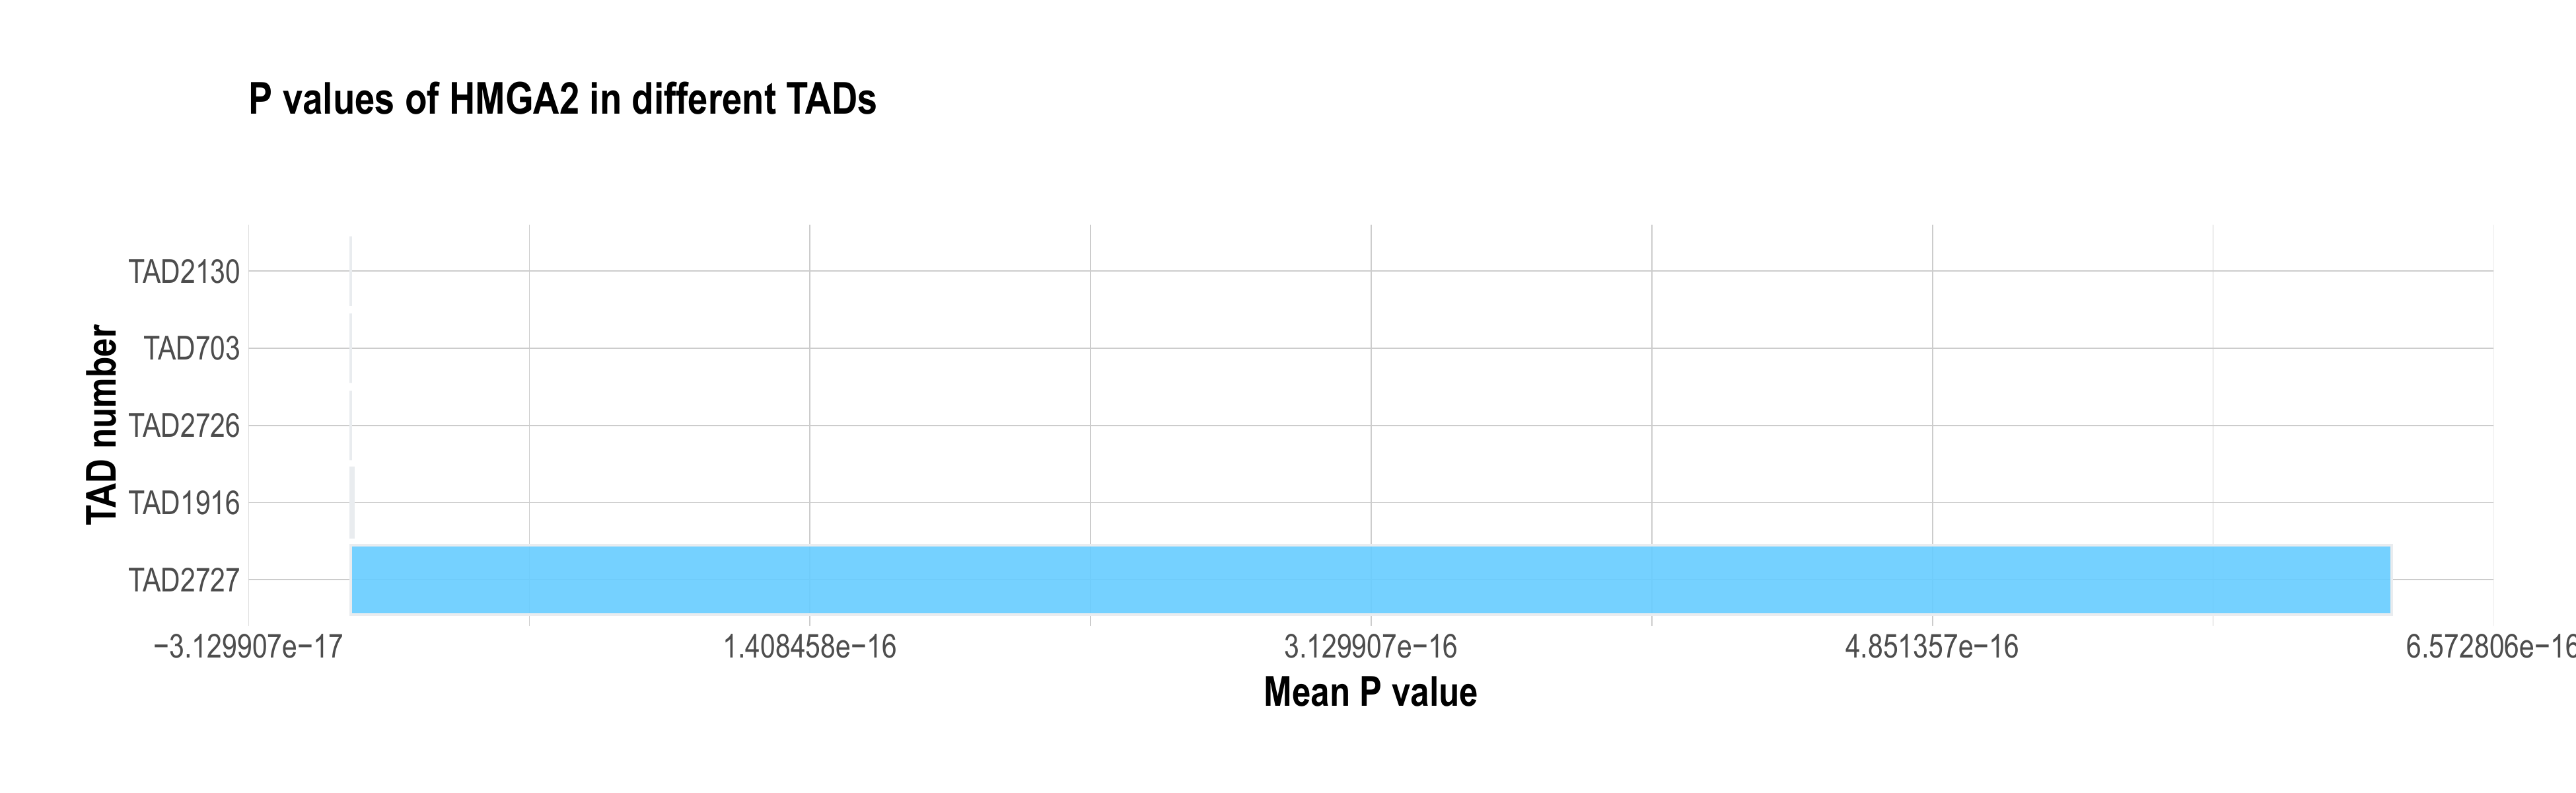 P values of HMGA2 in different TADs
TAD number
TAD2130
TAD703
TAD2726
TAD1916
TAD2727
−3.129907e−17
1.408458e−16
3.129907e−16
4.851357e−16
6.572806e−16
Mean P value